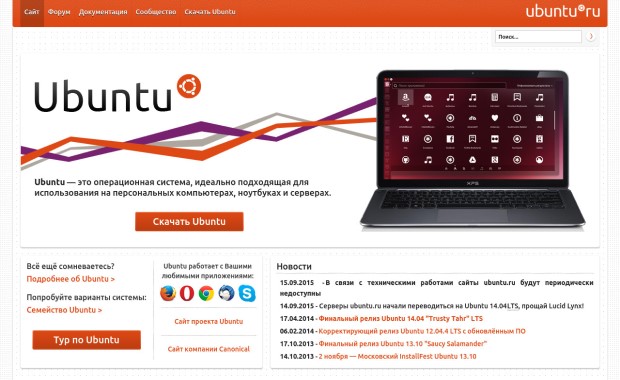 Сайт Форум Документация Сообщество Скачать Ubuntu
ubuntu ru
Поиск...
Ubuntu
Ubuntu — это операционная система, идеально подходящая для
использования на персональных компьютерах, ноутбуках и серверах.
Скачать Ubuntu
XPS
Всё ещё сомневаетесь?
Подробнее об Ubuntu >
Попробуйте варианты системы:
Семейство Ubuntu >
Тур по Ubuntu
Ubuntu работает с Вашими
любимыми приложениями:
Сайт проекта Ubuntu
Сайт компании Canonical
Новости
15.09.2015 - В связи с техническими работами сайты ubuntu.ru будут периодически
недоступны
14.09.2015 - Серверы ubuntu.ru начали переводиться на Ubuntu 14.04LTS, прощай Lucid Lynx!
17.04.2014 - Финальный релиз Ubuntu 14.04 "Trusty Tahr" LTS
06.02.2014 - Корректирующий релиз Ubuntu 12.04.4 LTS с обновлённым ПО
17.10.2013 - Финальный релиз Ubuntu 13.10 "Saucy Salamander"
14.10.2013 - 2 ноября — Московский InstallFest Ubuntu 13.10